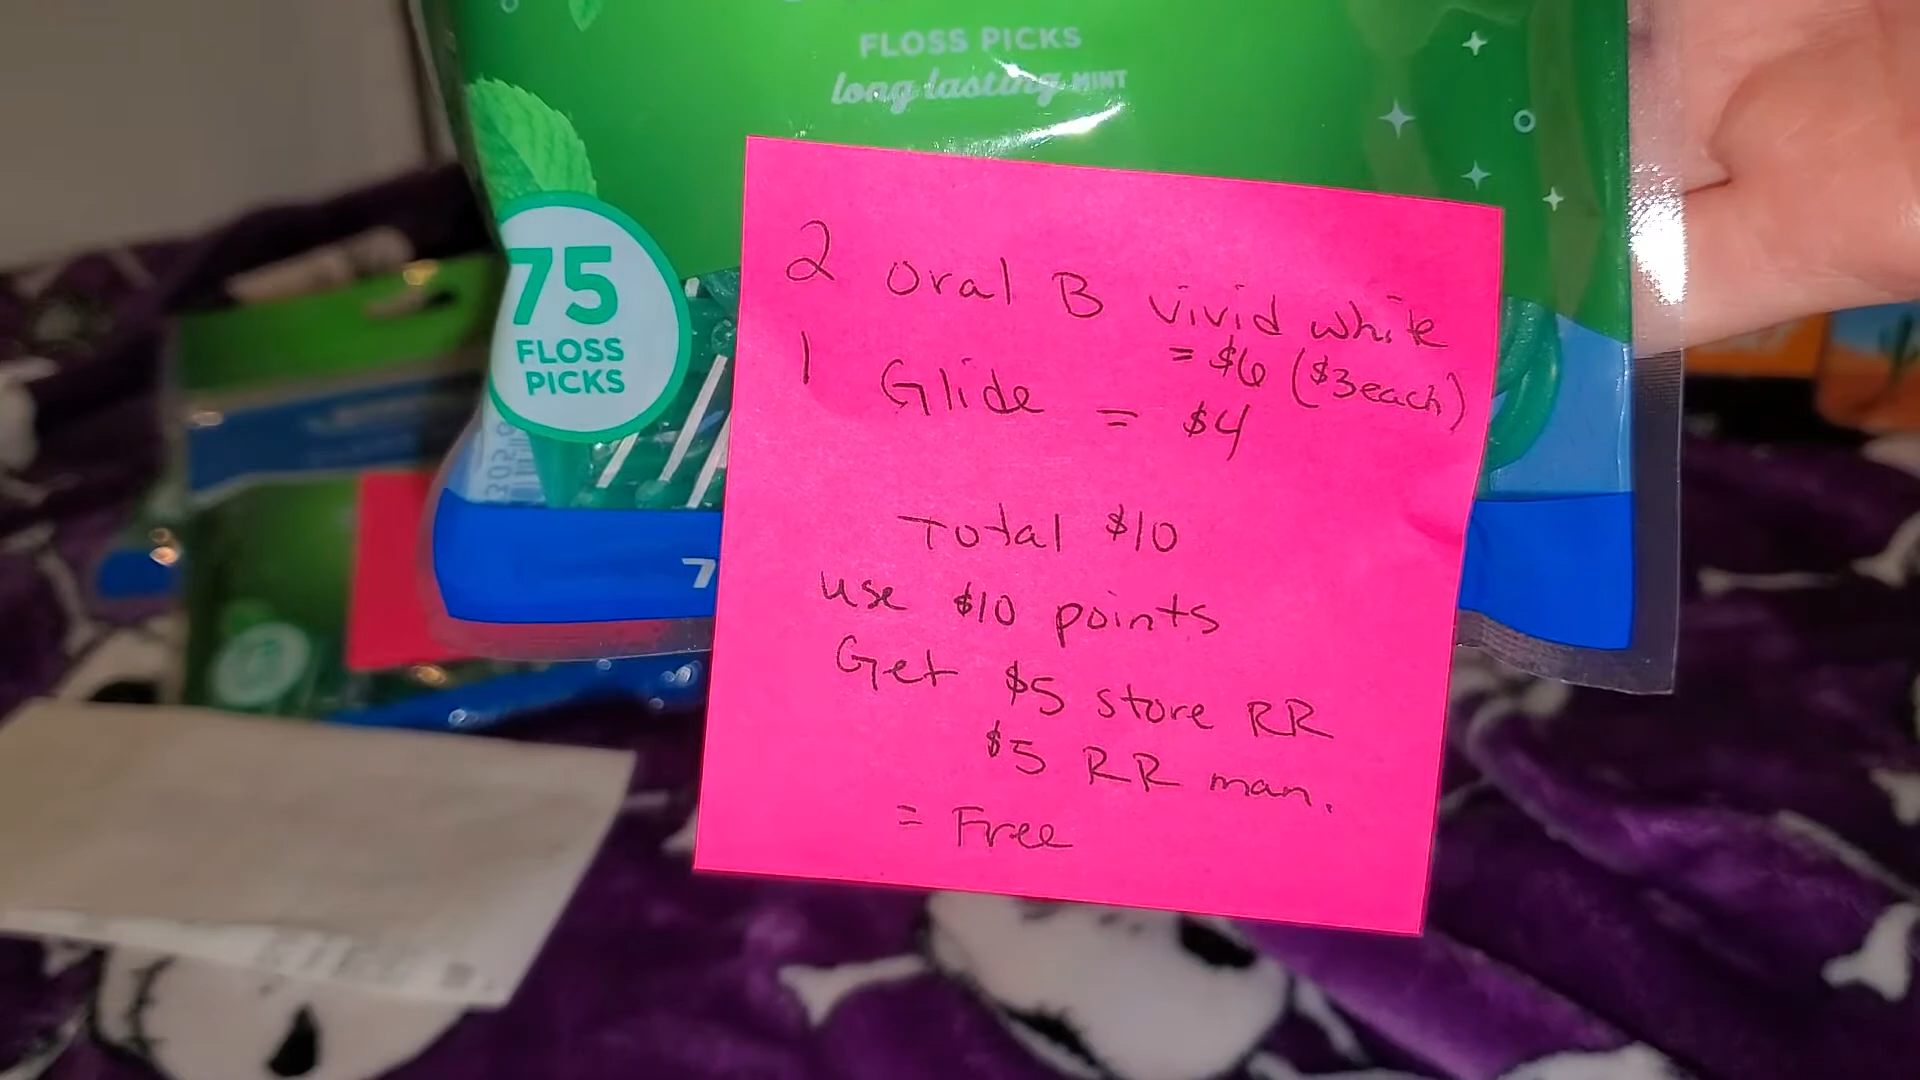 FLOSS PICKS
long lasting MINT
75
FLOSS
PICKS
7
2 Oral B vivid white
= $6 ($3 each)
1 Glide = $4
Total $10
use $10 points
Get $5 store RR
$5 RR man.
= Free